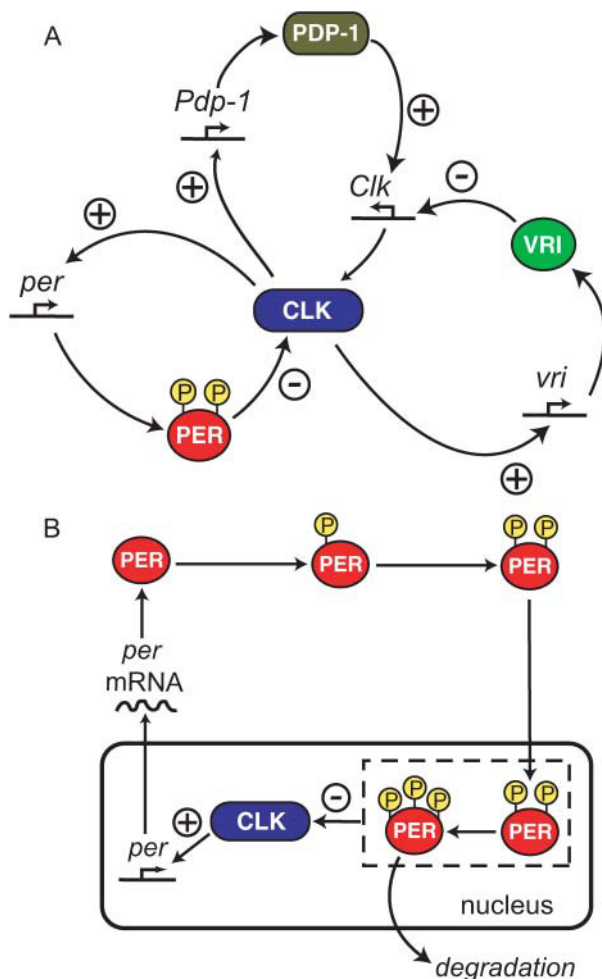 A
PDP-1
Pdp-1
+
+
Clk
-
+
VRI
per
CLK
P P
-
PER
vri
+
B
P
P P
PER
PER
PER
per
mRNA
P
P P
P P
-
CLK
PER
PER
+
per
nucleus
degradation